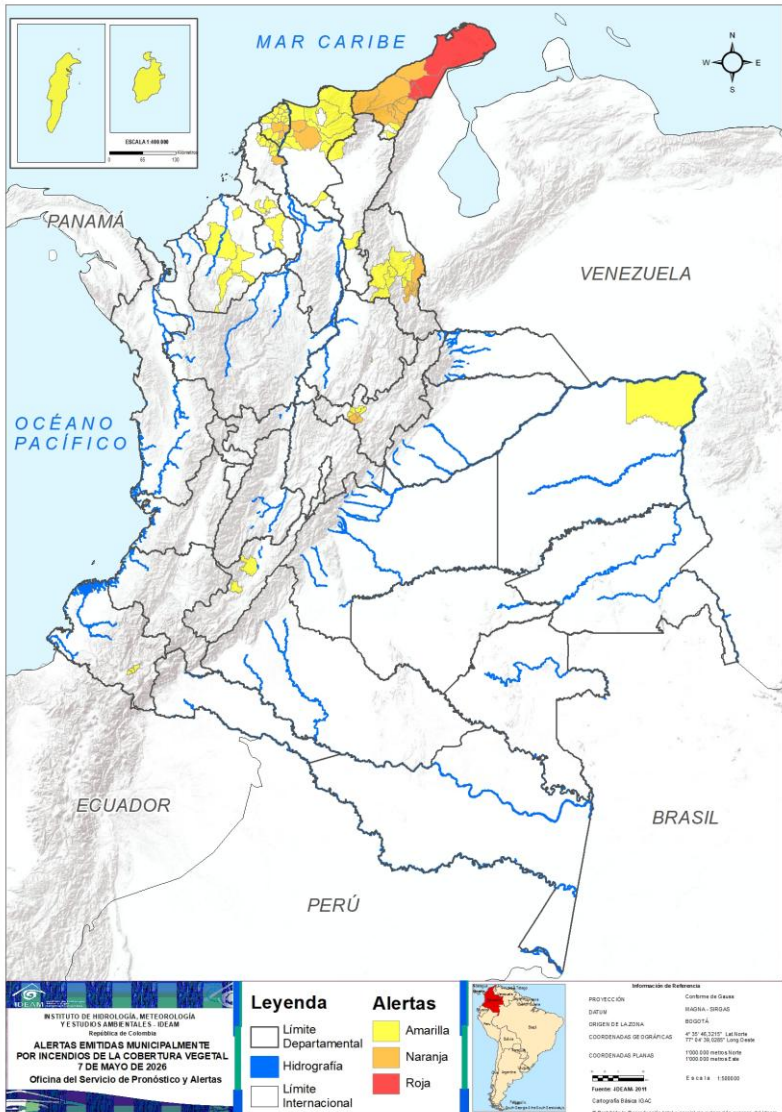 MAR CARIBE
N
W
E
S
ESCALA 1:400.000
PANAMÁ
VENEZUELA
OCÉANO
PACÍFICO
ECUADOR
BRASIL
PERÚ
IDEAM
INSTITUTO DE HIDROLOGÍA, METEOROLOGÍA
Y ESTUDIOS AMBIENTALES - IDEAM
República de Colombia
ALERTAS EMITIDAS MUNICIPALMENTE
POR INCENDIOS DE LA COBERTURA VEGETAL
7 DE MAYO DE 2026
Oficina del Servicio de Pronóstico y Alertas
Leyenda
Límite
Departamental
Hidrografía
Límite
Internacional
Alertas
Amarilla
Naranja
Roja
Información de Referencia
PROYECCIÓN
Conforme de Gauss
DATUM
MAGNA - SIRGAS
ORIGEN DE LA ZONA
BOGOTÁ
COORDENADAS GEOGRÁFICAS
COORDENADAS PLANAS
1'000.000 metros Norte
1'000.000 metros Este
Escala 1:500000
Cartografía Básica IGAC